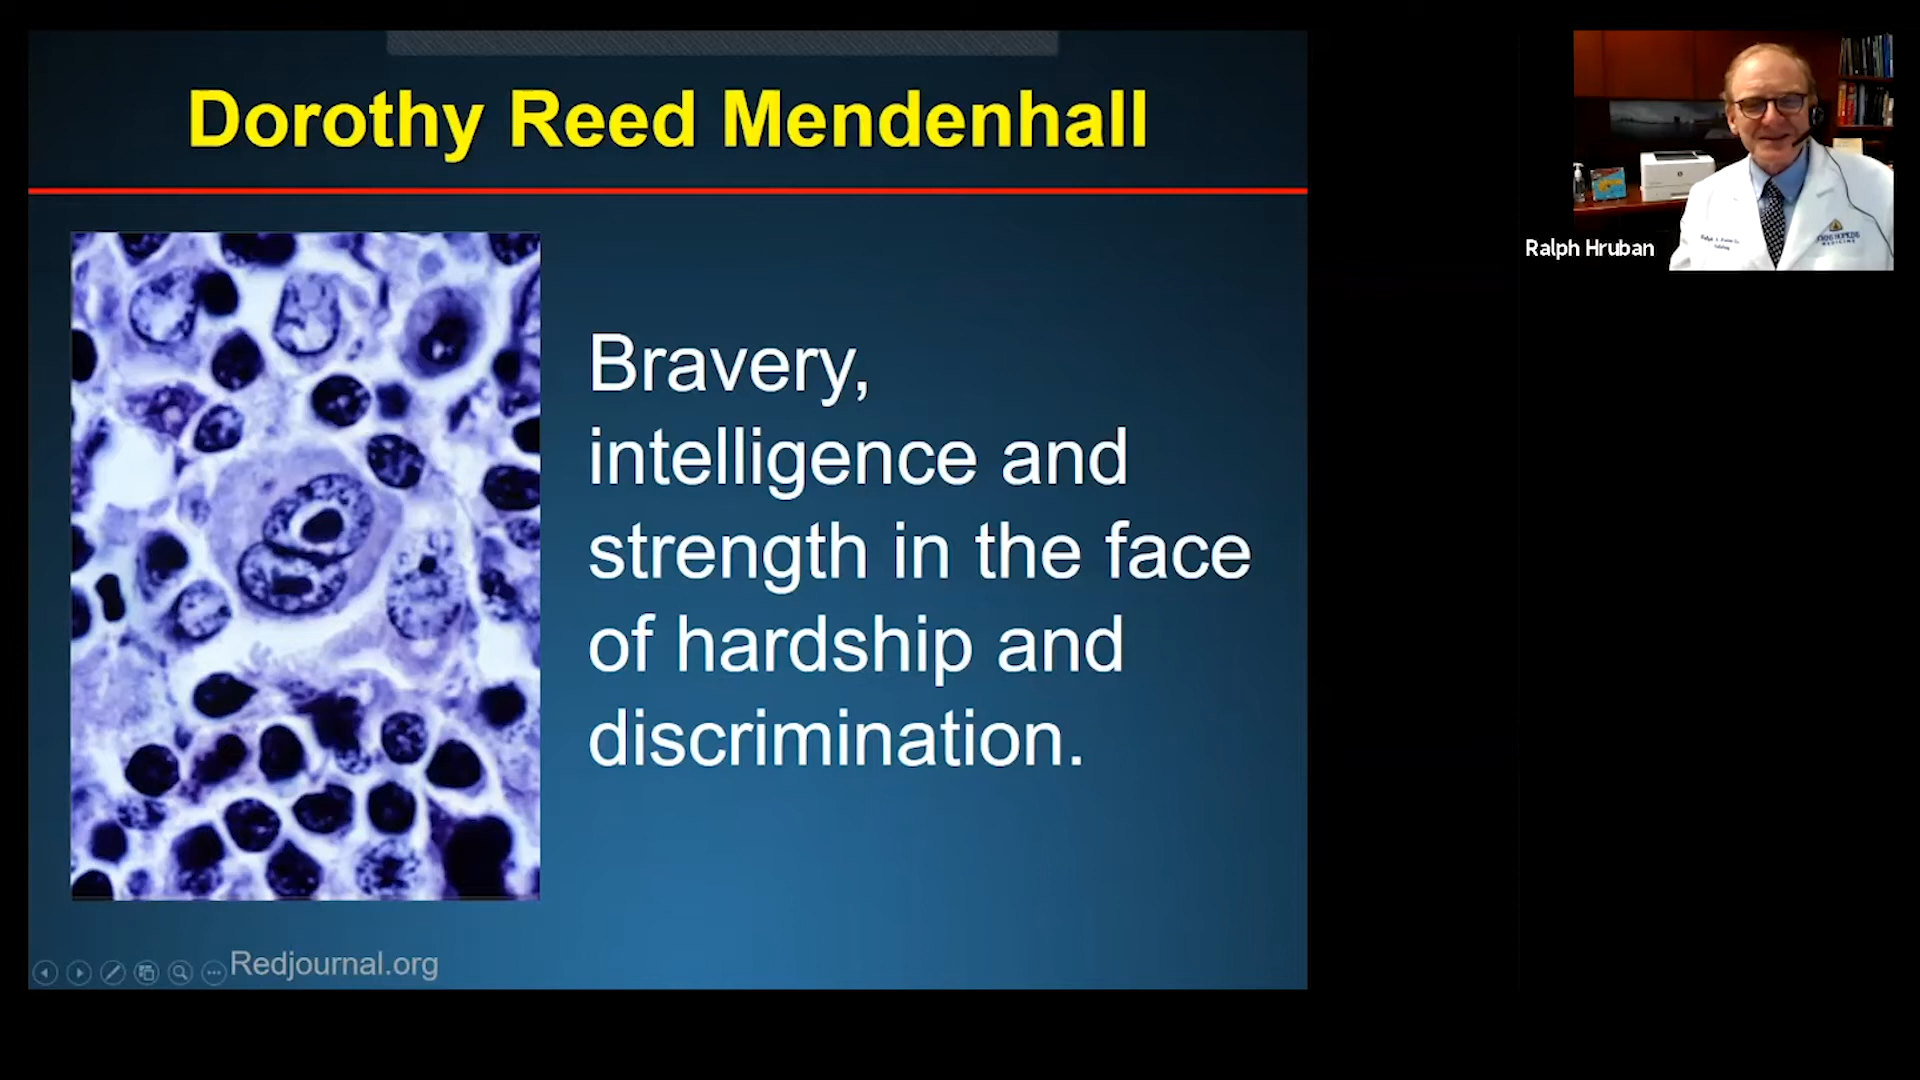 Dorothy Reed Mendenhall
Bravery,
intelligence and
strength in the face
of hardship and
discrimination.
Redjournal.org
Ralph Hruban